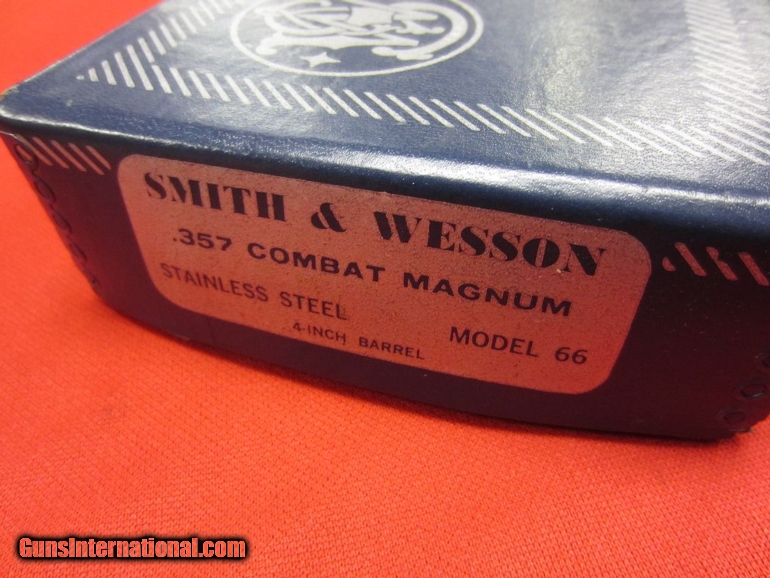 SMITH & WESSON
.357 COMBAT MAGNUM
STAINLESS STEEL MODEL 66
4-INCH BARREL
GunsInternational.com